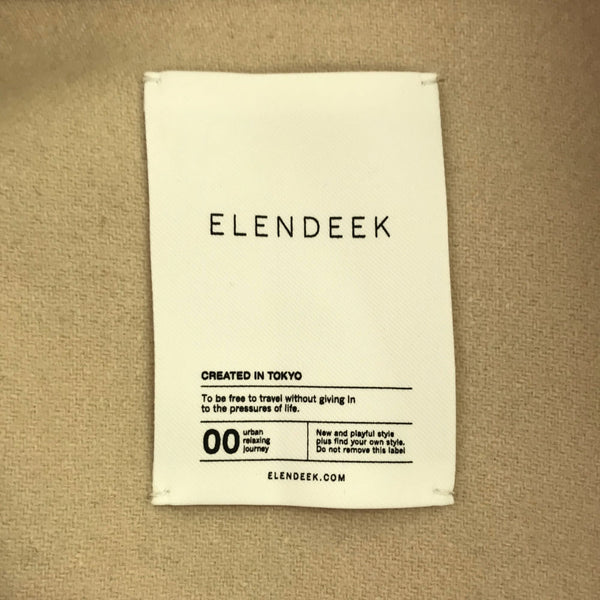 ELENDEEK
CREATED IN TOKYO
To be free to travel without giving in
to the pressures of life.
00
urban
relaxing
journey
New and playful style
plus find your own style.
Do not remove this label
ELENDEEK.COM